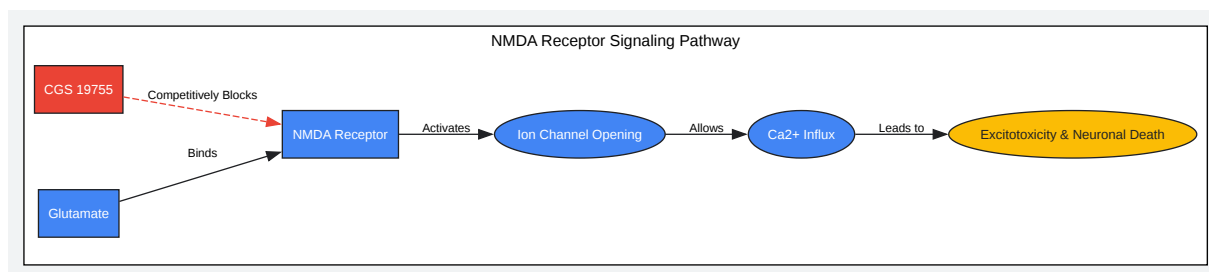 NMDA Receptor Signaling Pathway
CGS 19755
Competitively Blocks
NMDA Receptor
Activates
Ion Channel Opening
Allows
Ca2+ Influx
Leads to
Excitotoxicity & Neuronal Death
Binds
Glutamate